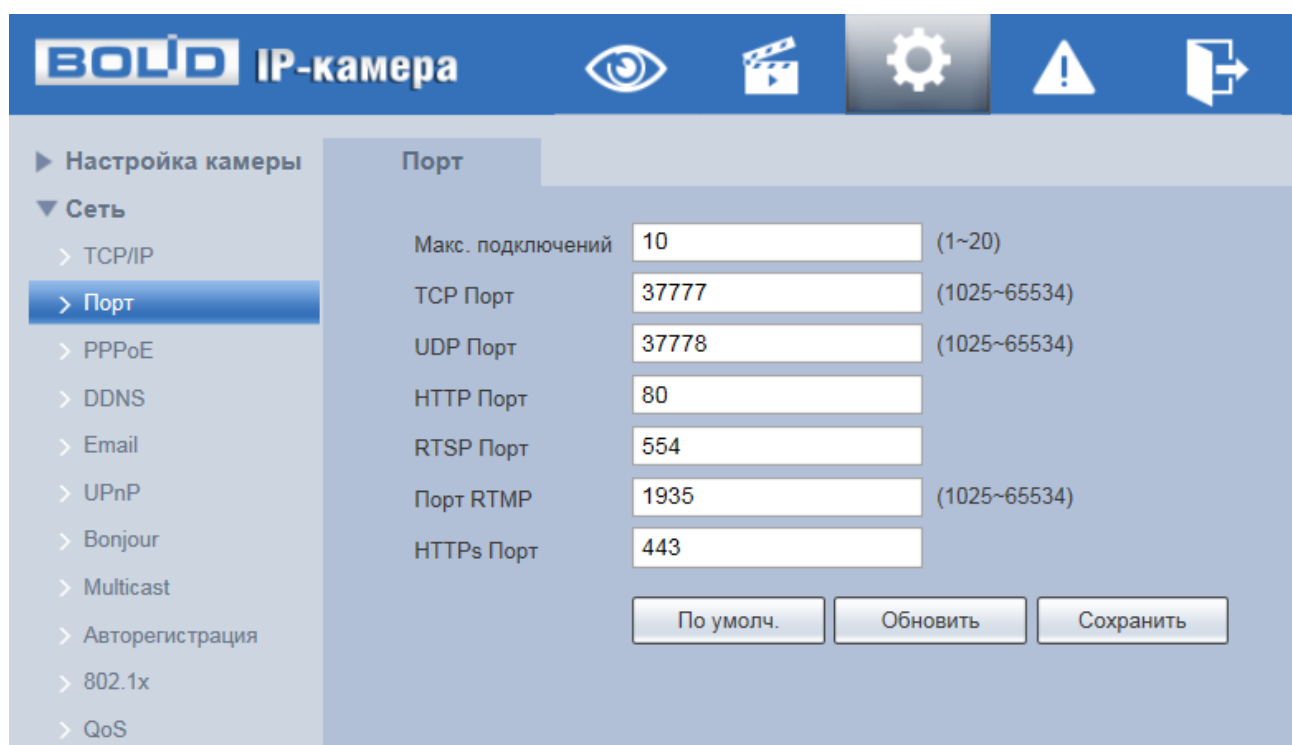 BOLID IP-камера
Настройка камеры
Сеть
TCP/IP
Порт
PPPoE
DDNS
Email
UPnP
Bonjour
Multicast
Авторегистрация
802.1x
QoS
Порт
Макс. подключений 10 (1~20)
TCP Порт 37777 (1025~65534)
UDP Порт 37778 (1025~65534)
HTTP Порт 80
RTSP Порт 554
Порт RTMP 1935 (1025~65534)
HTTPs Порт 443
По умолч. Обновить Сохранить